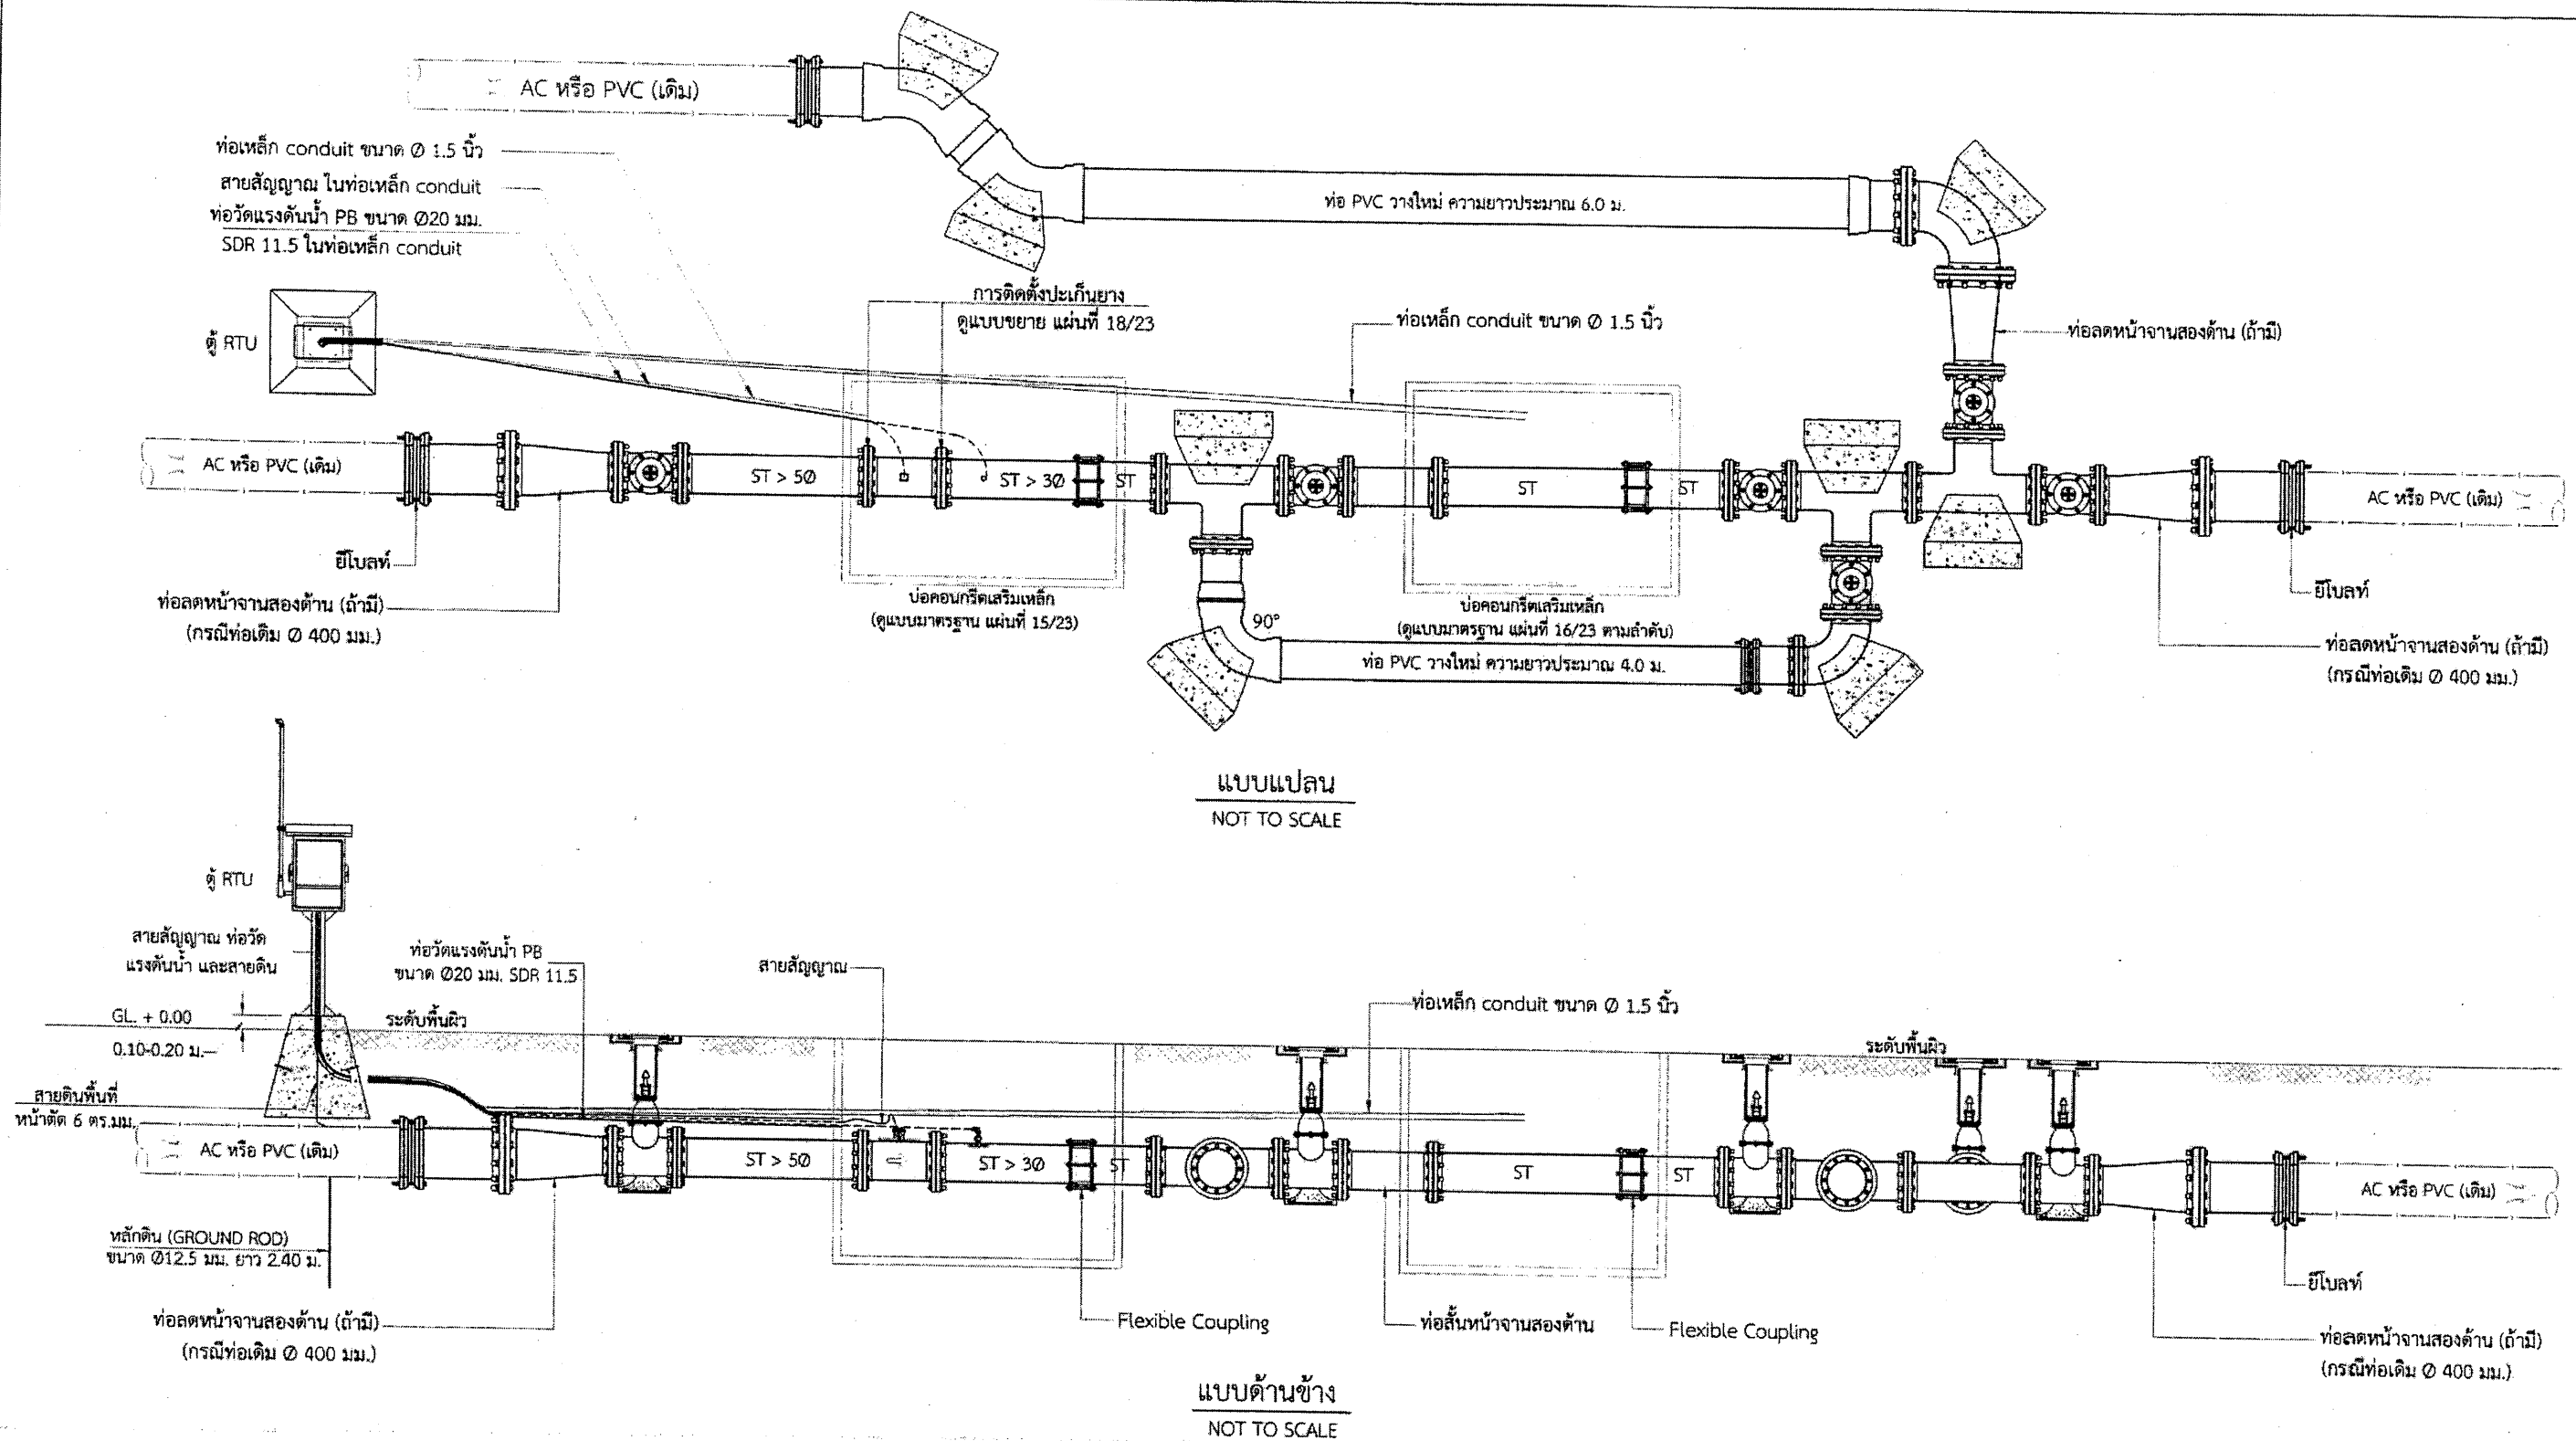 AC หรือ PVC (เดิม)
ท่อเหล็ก conduit ขนาด Ø 1.5 นิ้ว
สายสัญญาณ ในท่อเหล็ก conduit
ท่อวัดแรงดันน้ำ PB ขนาด Ø20 มม.
SDR 11.5 ในท่อเหล็ก conduit
ท่อ PVC วางใหม่ ความยาวประมาณ 6.0 ม.
การติดตั้งปะเก็นยาง
ดูแบบขยาย แผ่นที่ 18/23
ท่อเหล็ก conduit ขนาด Ø 1.5 นิ้ว
ท่อลดหน้าจานสองด้าน (ถ้ามี)
ตู้ RTU
AC หรือ PVC (เดิม)
ST > 5Ø
ST > 3Ø
ST
ST
ST
AC หรือ PVC (เดิม)
ยีโบลท์
ท่อลดหน้าจานสองด้าน (ถ้ามี)
(กรณีท่อเดิม Ø 400 มม.)
บ่อคอนกรีตเสริมเหล็ก
(ดูแบบมาตรฐาน แผ่นที่ 15/23)
90°
บ่อคอนกรีตเสริมเหล็ก
(ดูแบบมาตรฐาน แผ่นที่ 16/23 ตามลำดับ)
ท่อ PVC วางใหม่ ความยาวประมาณ 4.0 ม.
ยีโบลท์
ท่อลดหน้าจานสองด้าน (ถ้ามี)
(กรณีท่อเดิม Ø 400 มม.)
แบบแปลน
NOT TO SCALE
ตู้ RTU
สายสัญญาณ ท่อวัด
แรงดันน้ำ และสายดิน
ท่อวัดแรงดันน้ำ PB
ขนาด Ø20 มม. SDR 11.5
สายสัญญาณ
ท่อเหล็ก conduit ขนาด Ø 1.5 นิ้ว
GL. + 0.00
ระดับพื้นผิว
0.10-0.20 ม.
ระดับพื้นผิว
สายดินพื้นที่
หน้าตัด 6 ตร.มม.
AC หรือ PVC (เดิม)
ST > 5Ø
ST > 3Ø
ST
ST
ST
AC หรือ PVC (เดิม)
หลักดิน (GROUND ROD)
ขนาด Ø12.5 มม. ยาว 2.40 ม.
ท่อลดหน้าจานสองด้าน (ถ้ามี)
(กรณีท่อเดิม Ø 400 มม.)
Flexible Coupling
ท่อสั้นหน้าจานสองด้าน
Flexible Coupling
ยีโบลท์
ท่อลดหน้าจานสองด้าน (ถ้ามี)
(กรณีท่อเดิม Ø 400 มม.)
แบบด้านข้าง
NOT TO SCALE